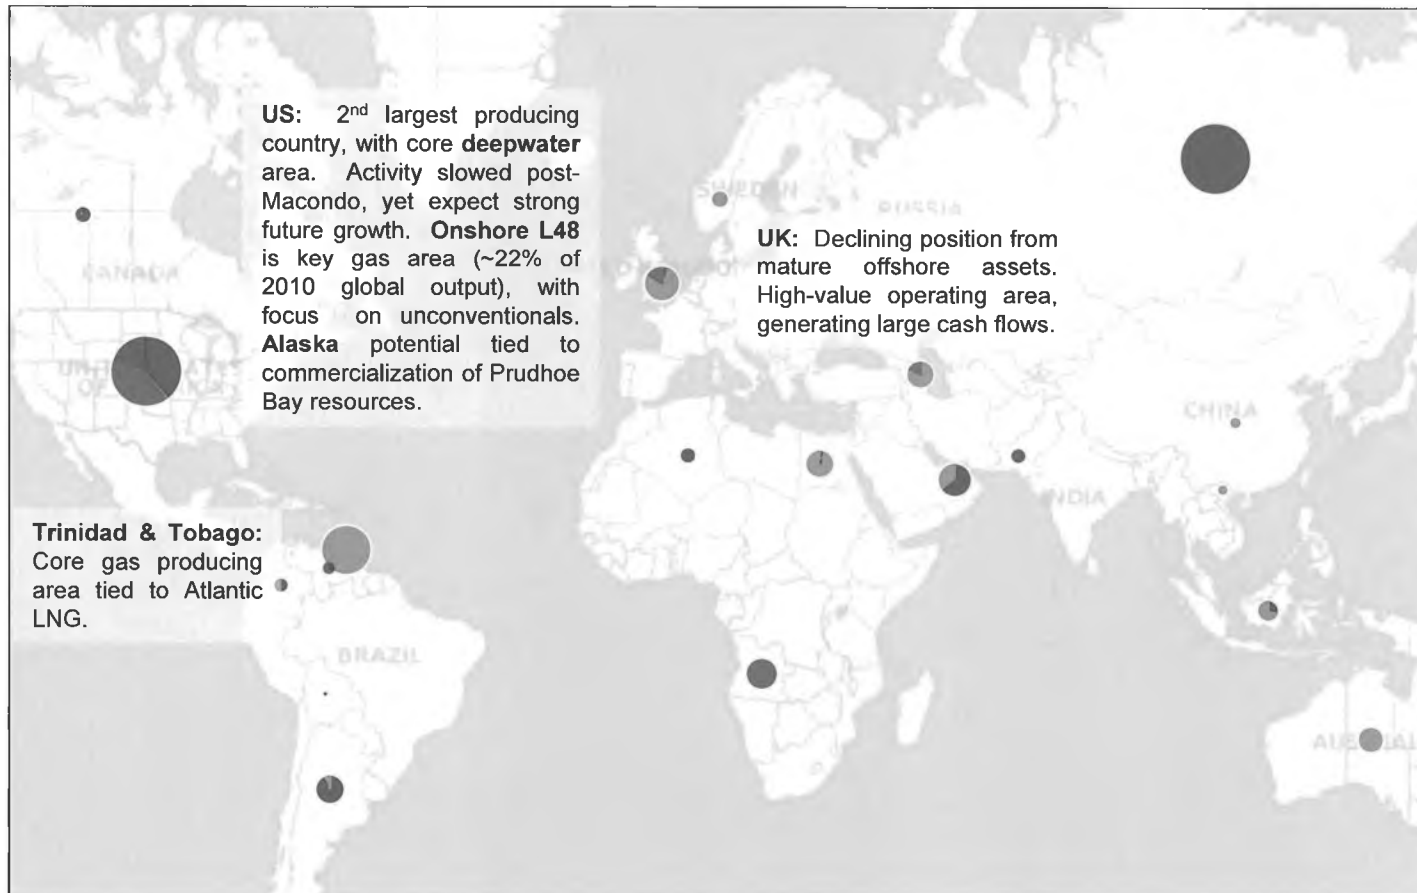 US: 2nd largest producing
country, with core deepwater
area. Activity slowed post-
Macondo, yet expect strong
future growth. Onshore L48
is key gas area (~22% of
2010 global output), with
focus on unconventionals.
Alaska potential tied to
commercialization of Prudhoe
Bay resources.
SWEDEN
RUSSIA
UK: Declining position from
mature offshore assets.
High-value operating area,
generating large cash flows.
CANADA
CHINA
INDIA
Trinidad & Tobago:
Core gas producing
area tied to Atlantic
LNG.
BRAZIL